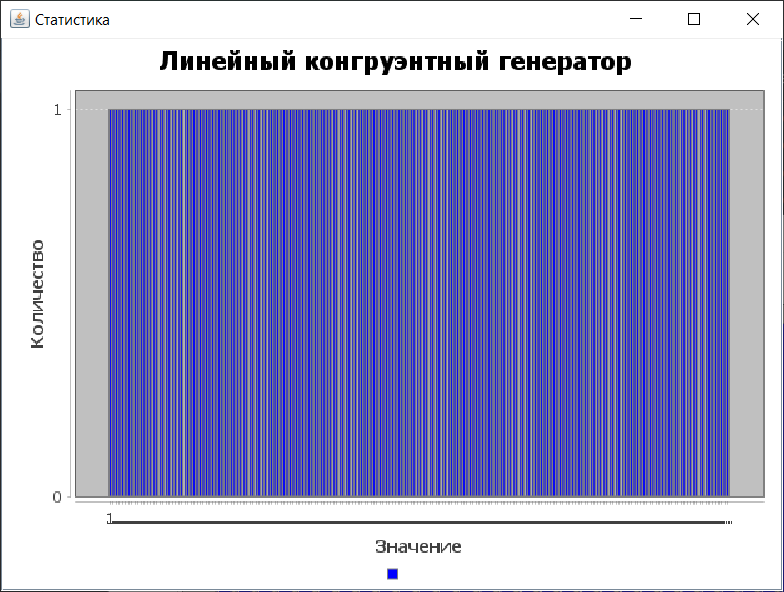 Статистика
Линейный конгруэнтный генератор
1
Количество
0
1
Значение